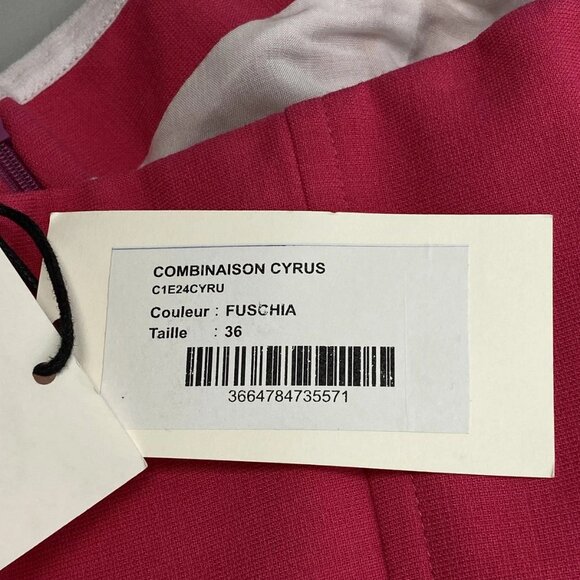 COMBINAISON CYRUS
C1E24CYRU
Couleur : FUSCHIA
Taille : 36
3664784735571